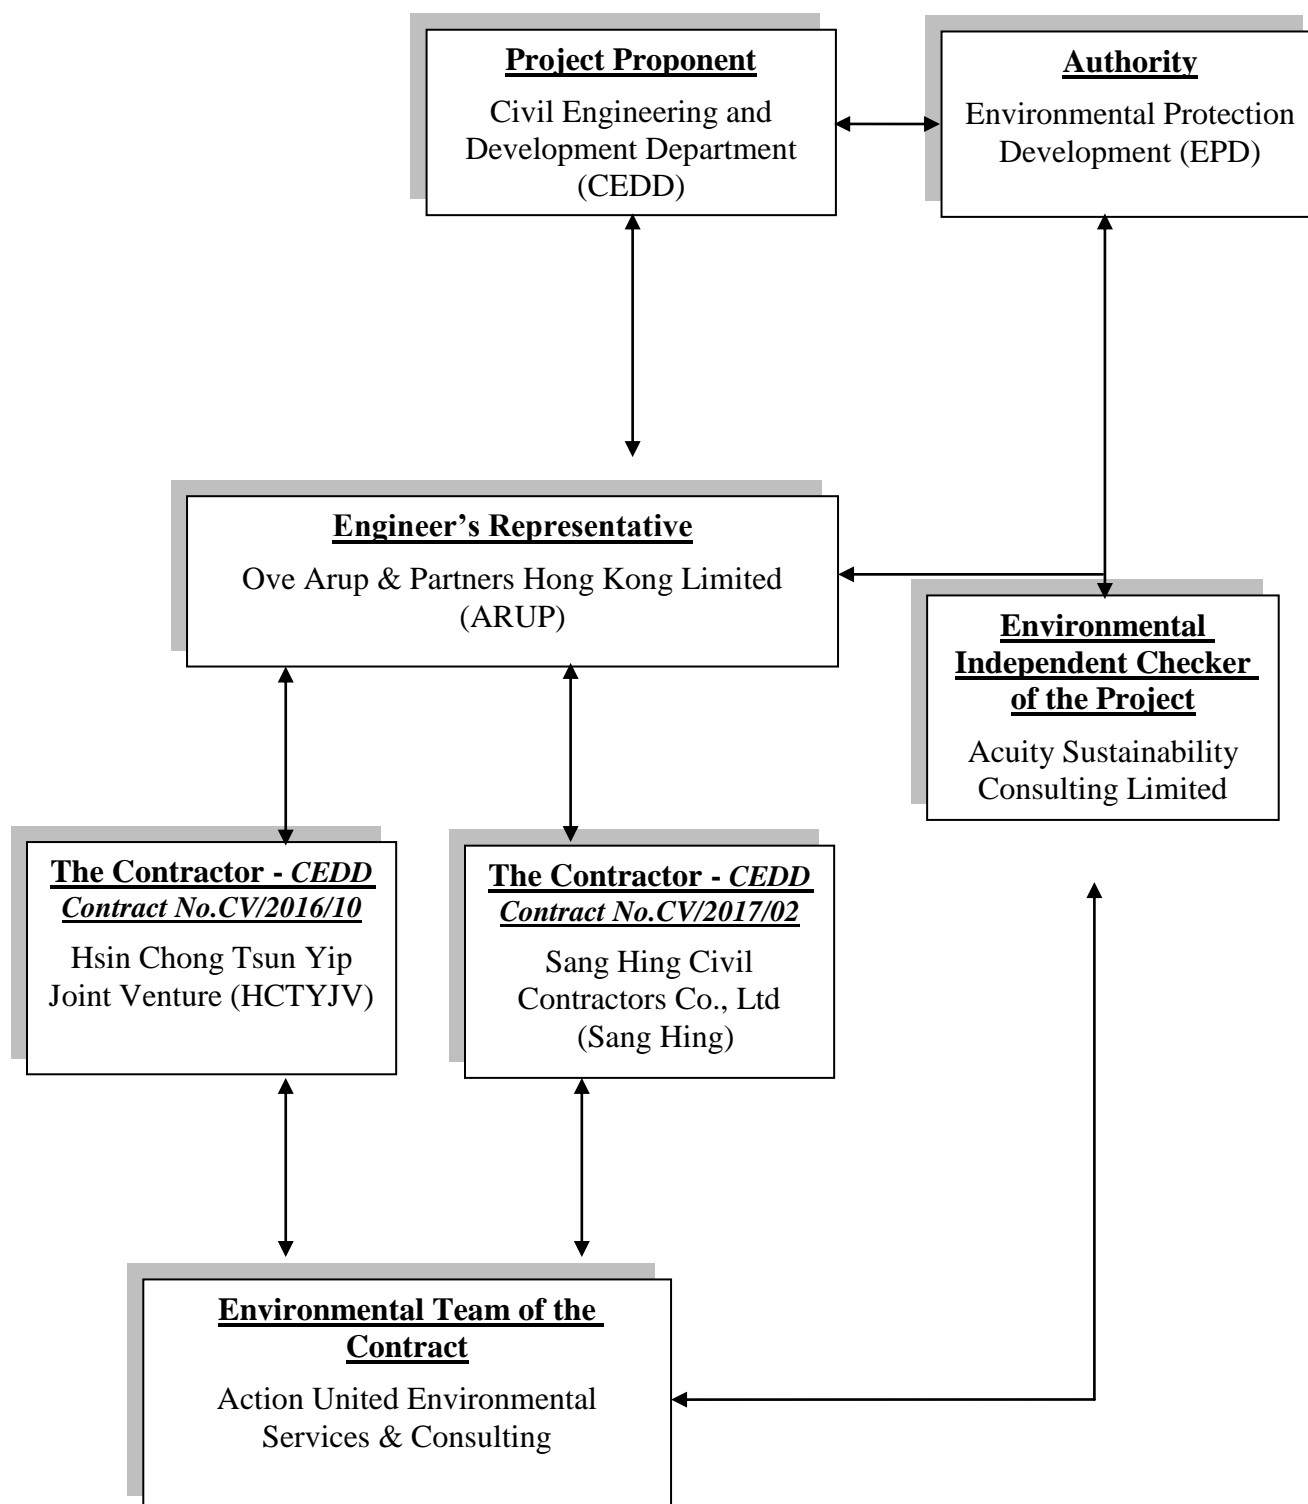 Project Proponent
Civil Engineering and
Development Department
(CEDD)
Authority
Environmental Protection
Development (EPD)
Engineer’s Representative
Ove Arup & Partners Hong Kong Limited
(ARUP)
Environmental
Independent Checker
of the Project
Acuity Sustainability
Consulting Limited
The Contractor - CEDD
Contract No.CV/2016/10
Hsin Chong Tsun Yip
Joint Venture (HCTYJV)
The Contractor - CEDD
Contract No.CV/2017/02
Sang Hing Civil
Contractors Co., Ltd
(Sang Hing)
Environmental Team of the
Contract
Action United Environmental
Services & Consulting